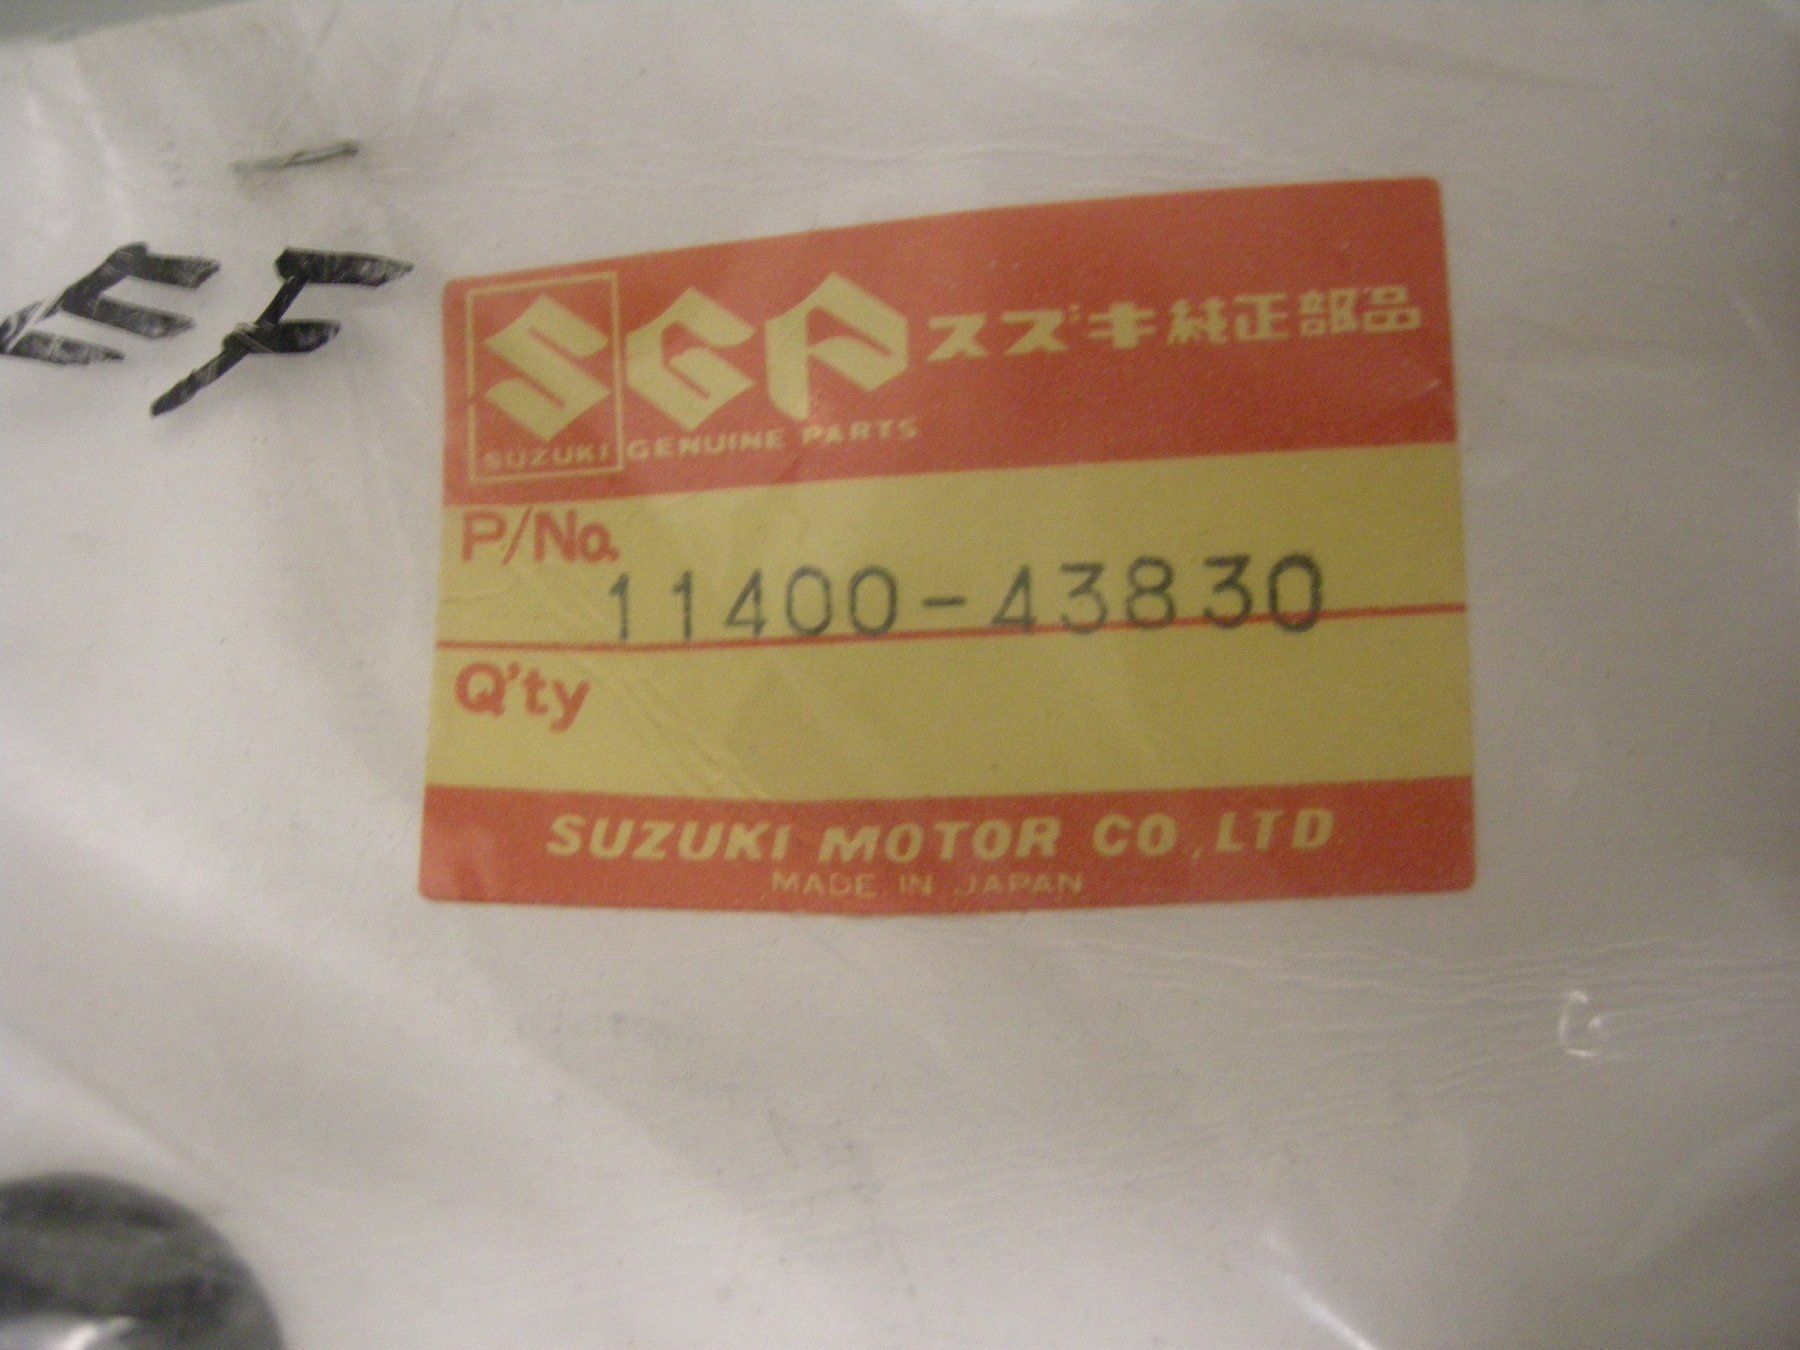 EF
SGP スズキ純正部品
SUZUKI GENUINE PARTS
P/No.
11400-43830
Q'ty
SUZUKI MOTOR CO.,LTD.
MADE IN JAPAN